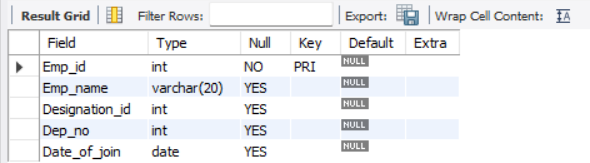 Result Grid Filter Rows: Export: Wrap Cell Content: IA
Field Type Null Key Default Extra
Emp_id int NO PRI NULL
Emp_name varchar(20) YES NULL
Designation_id int YES NULL
Dep_no int YES NULL
Date_of_join date YES NULL